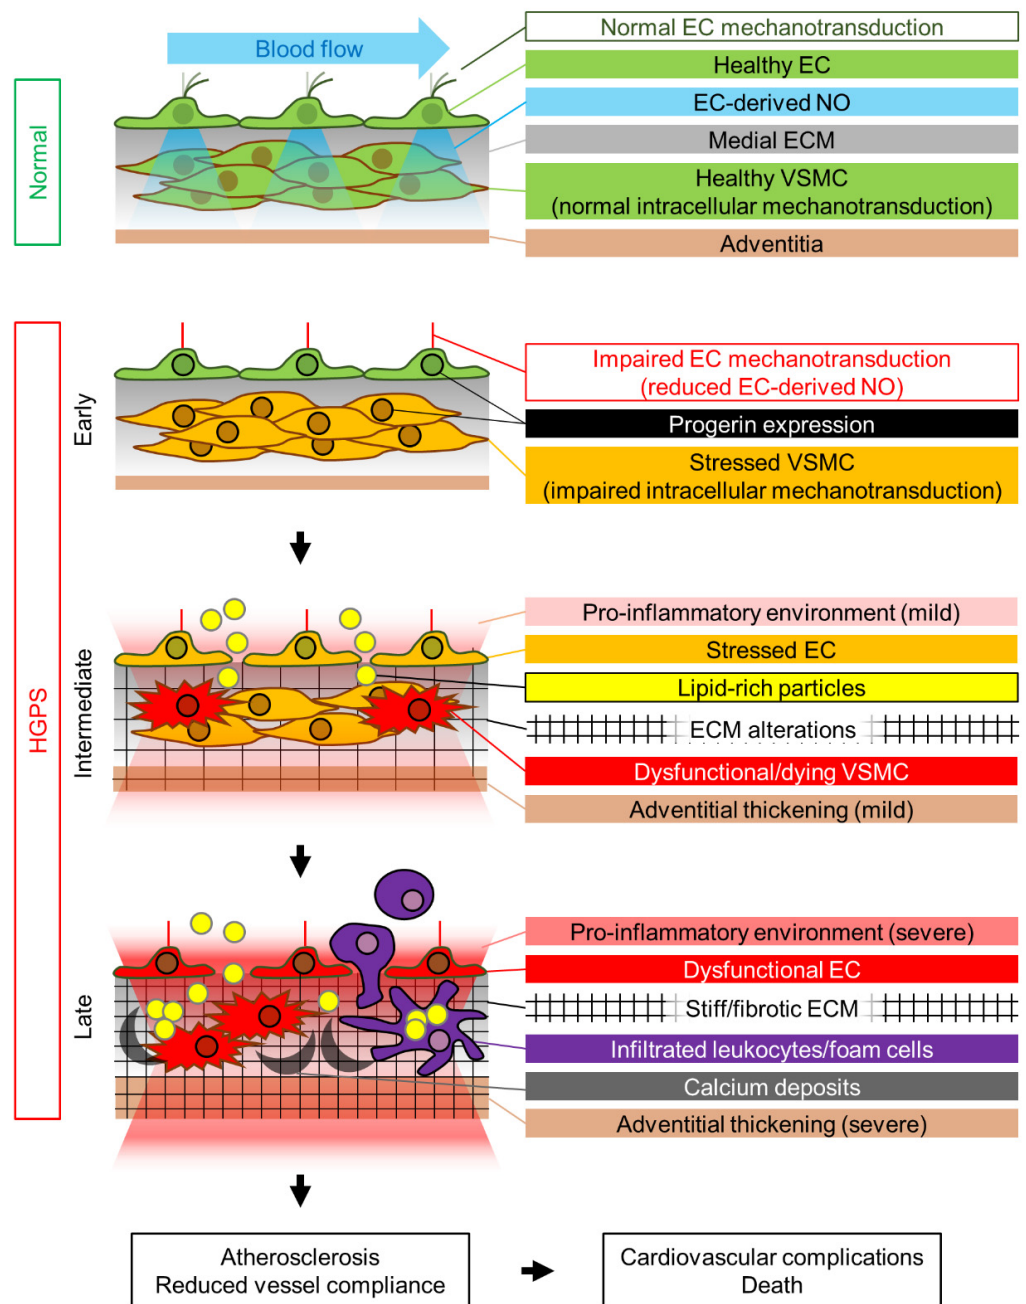 Blood flow
Normal
Normal EC mechanotransduction
Healthy EC
EC-derived NO
Medial ECM
Healthy VSMC
(normal intracellular mechanotransduction)
Adventitia
HGPS
Early
Impaired EC mechanotransduction
(reduced EC-derived NO)
Progerin expression
Stressed VSMC
(impaired intracellular mechanotransduction)
Intermediate
Pro-inflammatory environment (mild)
Stressed EC
Lipid-rich particles
ECM alterations
Dysfunctional/dying VSMC
Adventitial thickening (mild)
Late
Pro-inflammatory environment (severe)
Dysfunctional EC
Stiff/fibrotic ECM
Infiltrated leukocytes/foam cells
Calcium deposits
Adventitial thickening (severe)
Atherosclerosis
Reduced vessel compliance
Cardiovascular complications
Death